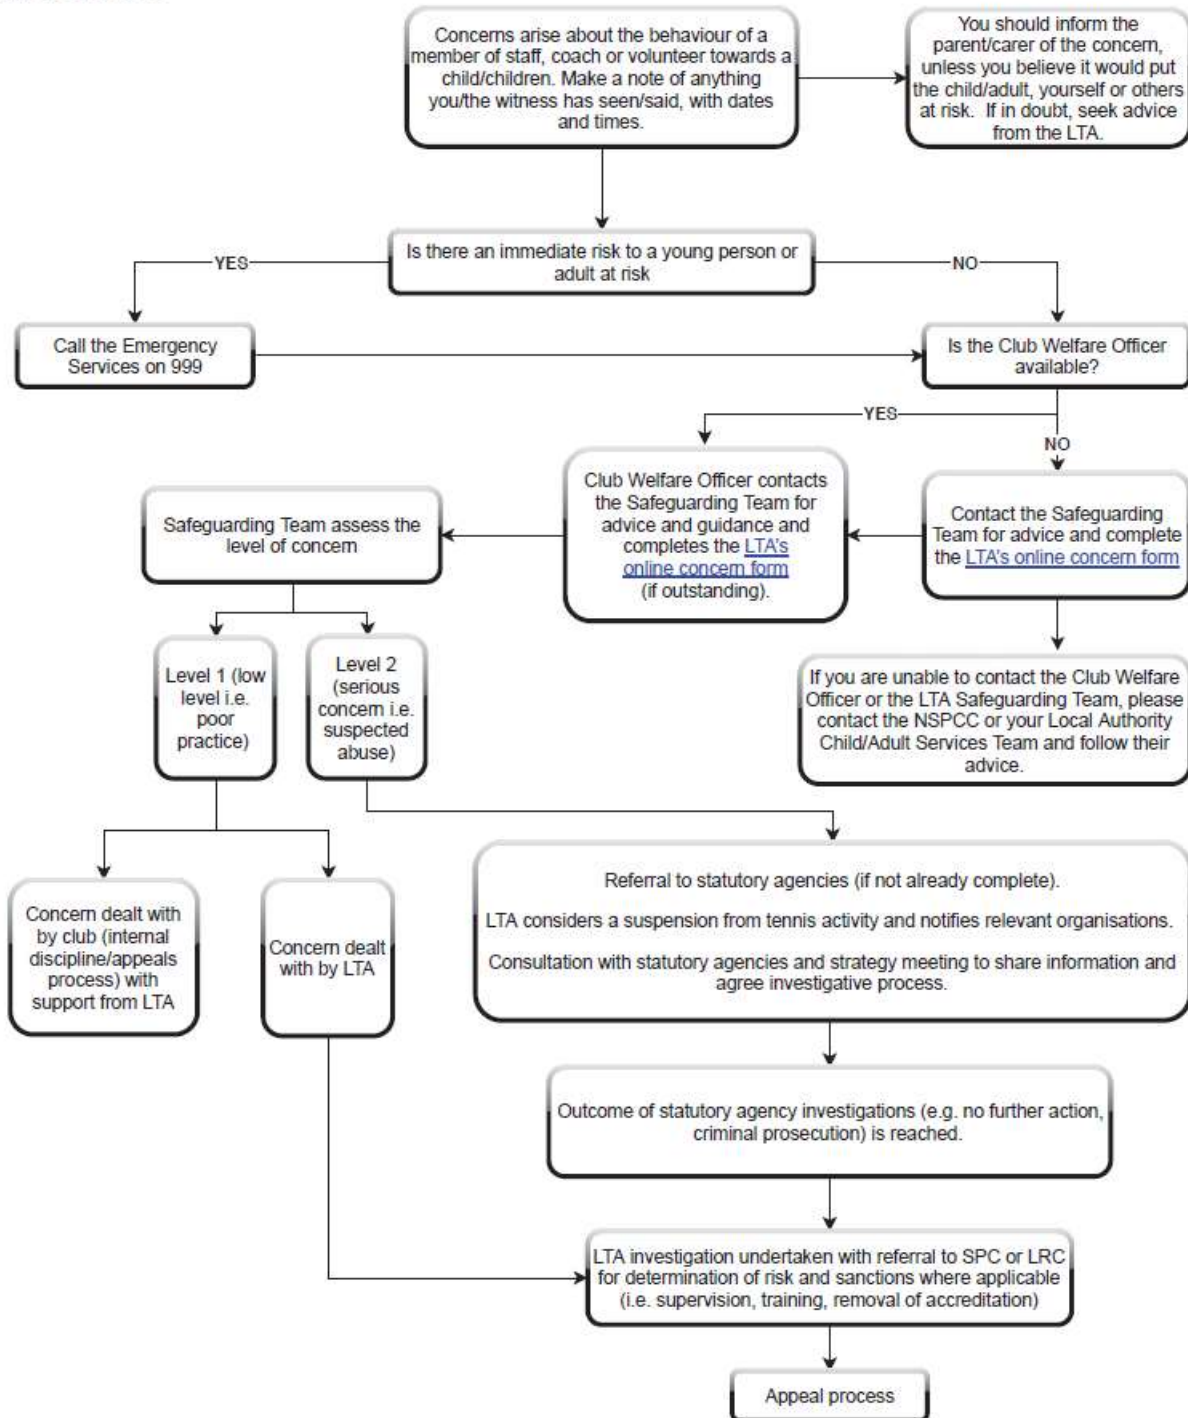 Concerns arise about the behaviour of a
member of staff, coach or volunteer towards a
child/children. Make a note of anything
you/the witness has seen/said, with dates
and times.
You should inform the
parent/carer of the concern,
unless you believe it would put
the child/adult, yourself or others
at risk.  If in doubt, seek advice
from the LTA.
Is there an immediate risk to a young person or
adult at risk
YES
NO
Call the Emergency
Services on 999
Is the Club Welfare Officer
available?
YES
NO
Club Welfare Officer contacts
the Safeguarding Team for
advice and guidance and
completes the LTA's
online concern form
(if outstanding).
Contact the Safeguarding
Team for advice and complete
the LTA's online concern form
Safeguarding Team assess the
level of concern
Level 1 (low
level i.e.
poor
practice)
Level 2
(serious
concern i.e.
suspected
abuse)
If you are unable to contact the Club Welfare
Officer or the LTA Safeguarding Team, please
contact the NSPCC or your Local Authority
Child/Adult Services Team and follow their
advice.
Concern dealt with
by club (internal
discipline/appeals
process) with
support from LTA
Concern dealt
with by LTA
Referral to statutory agencies (if not already complete).
LTA considers a suspension from tennis activity and notifies relevant organisations.
Consultation with statutory agencies and strategy meeting to share information and
agree investigative process.
Outcome of statutory agency investigations (e.g. no further action,
criminal prosecution) is reached.
LTA investigation undertaken with referral to SPC or LRC
for determination of risk and sanctions where applicable
(i.e. supervision, training, removal of accreditation)
Appeal process